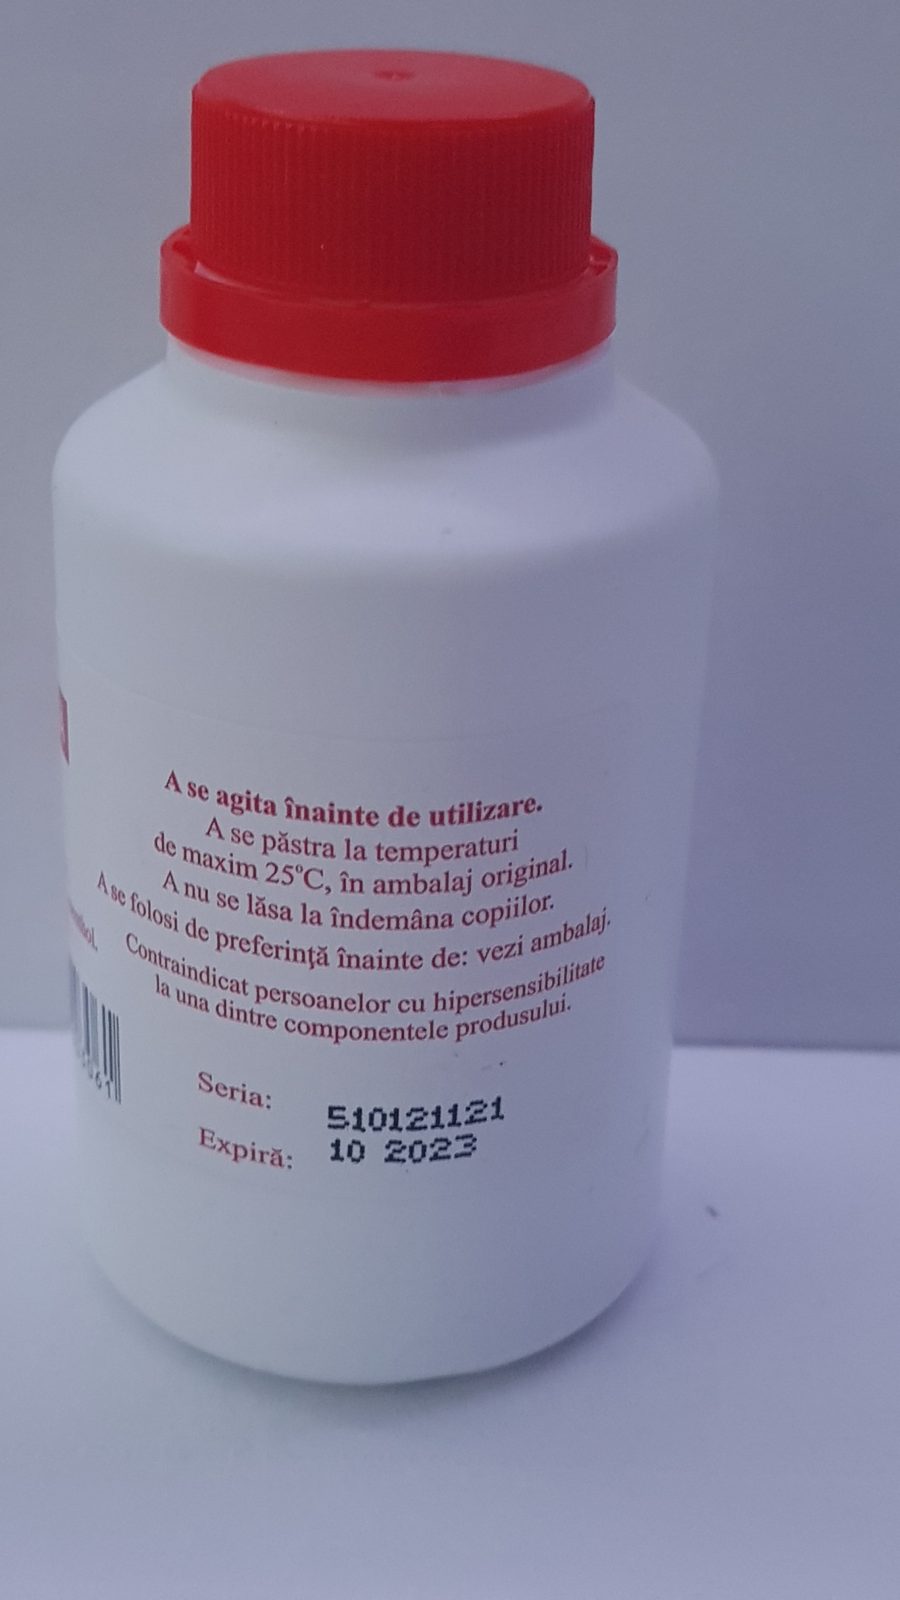 A se agita înainte de utilizare.
A se păstra la temperaturi
de maxim 25°C, în ambalaj original.
A nu se lăsa la îndemâna copiilor.
A se folosi de preferinţă înainte de: vezi ambalaj.
Contraindicat persoanelor cu hipersensibilitate
la una dintre componentele produsului.
Seria: 510121121
Expiră: 10 2023